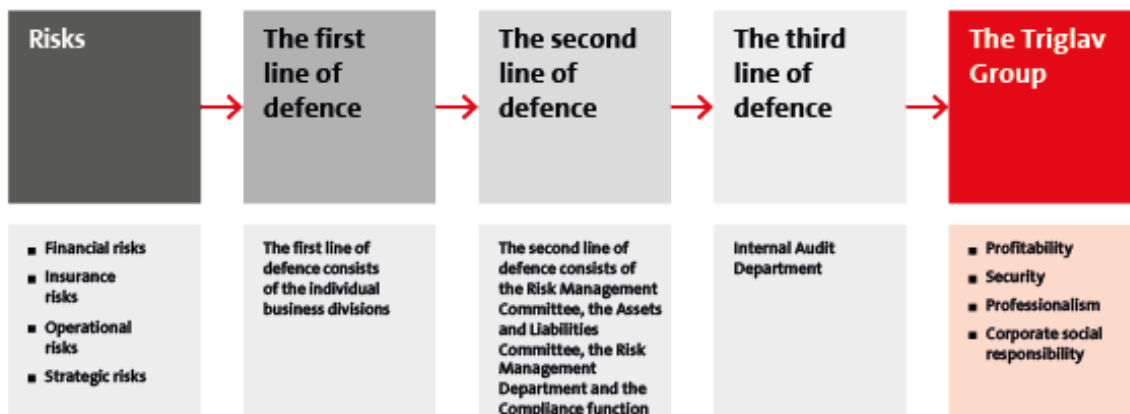 Risks
The first
line of
defence
The second
line of
defence
The third
line of
defence
The Triglav
Group
■ Financial risks
■ Insurance
risks
■ Operational
risks
■ Strategic risks
The first line of
defence consists
of the individual
business divisions
The second line of
defence consists of
the Risk Management
Committee, the Assets
and Liabilities
Committee, the Risk
Management
Department and the
Compliance function
Internal Audit
Department
■ Profitability
■ Security
■ Professionalism
■ Corporate social
responsibility